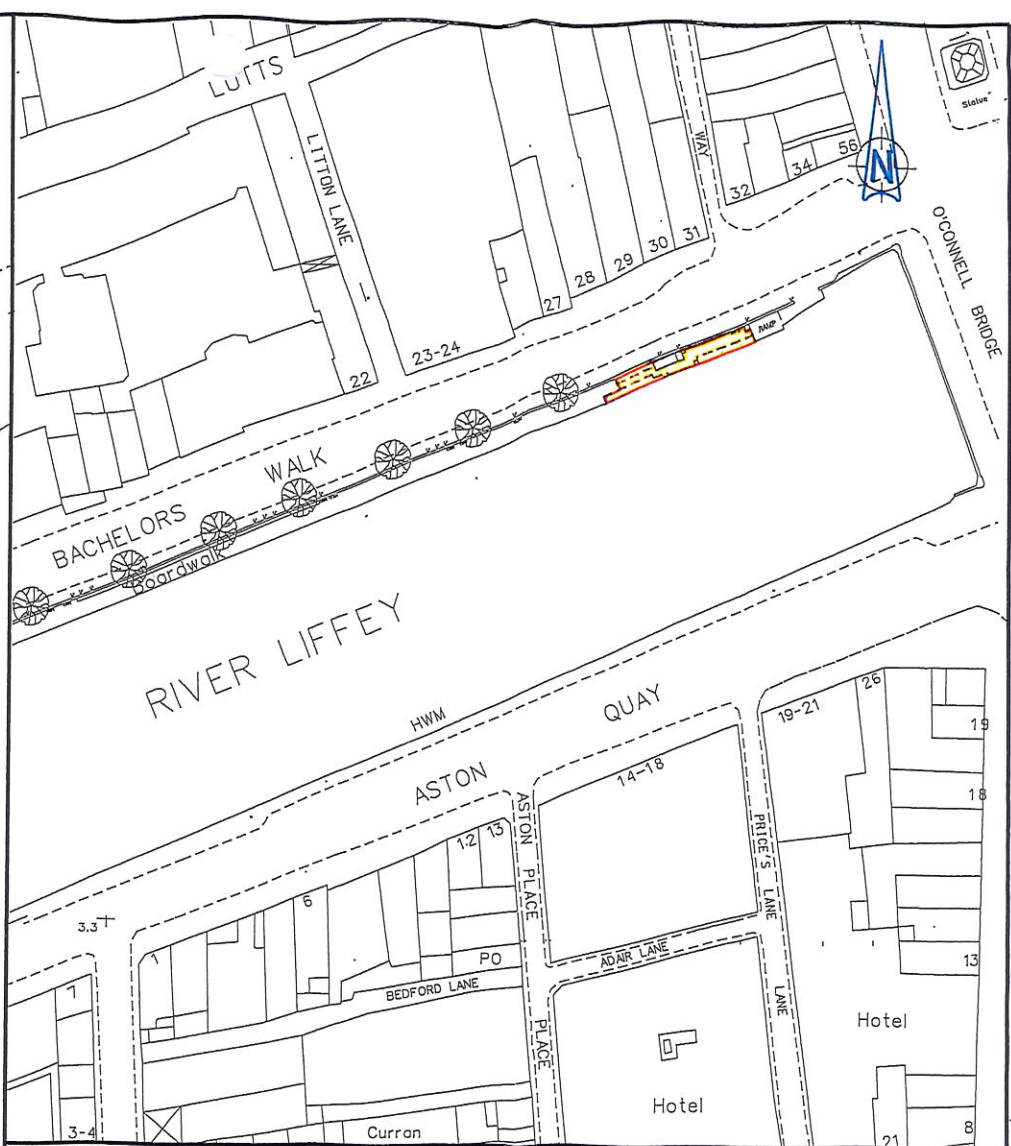 LOTTS
Statue
LITTON LANE
WAY
32
34
56
N
O'CONNELL BRIDGE
31
30
29
28
27
23-24
22
RAMP
BACHELORS WALK
Boardwalk
RIVER LIFFEY
HWM
ASTON QUAY
19-21
26
19
14-18
18
ASTON PLACE
PRICE'S LANE
12
13
6
3.3
1
PO
ADAIR LANE
BEDFORD LANE
13
7
PLACE
LANE
Hotel
Hotel
3-4
Curran
21
8